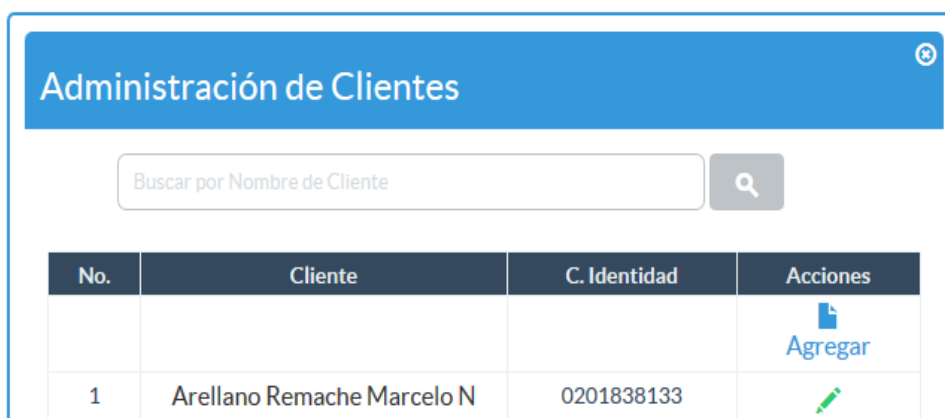 Administración de Clientes
Buscar por Nombre de Cliente
No. Cliente C. Identidad Acciones
Agregar
1 Arellano Remache Marcelo N 0201838133